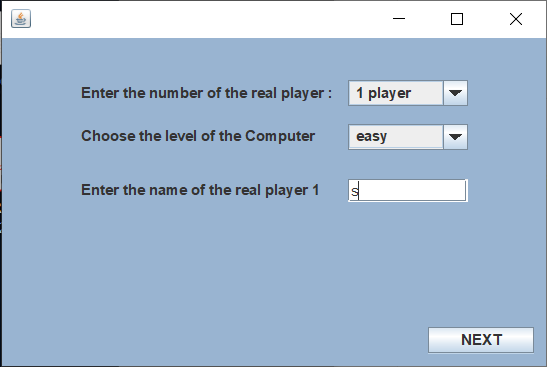 Enter the number of the real player : 1 player
Choose the level of the Computer easy
Enter the name of the real player 1 s
NEXT